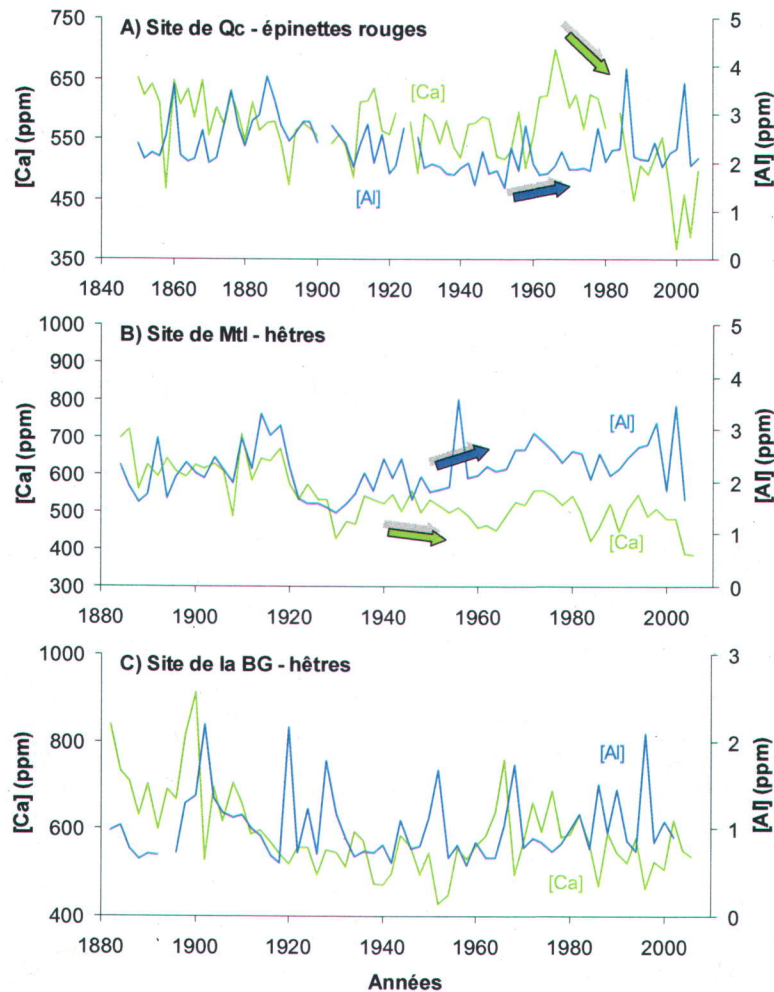 A) Site de Qc - épinettes rouges
[Ca] (ppm)
750
650
550
450
350
[Al] (ppm)
5
4
3
2
1
0
[Ca]
[Al]
1840 1860 1880 1900 1920 1940 1960 1980 2000
B) Site de Mtl - hêtres
[Ca] (ppm)
1000
900
800
700
600
500
400
300
[Al] (ppm)
5
4
3
2
1
0
[Al]
[Ca]
1880 1900 1920 1940 1960 1980 2000
C) Site de la BG - hêtres
[Ca] (ppm)
1000
800
600
400
[Al] (ppm)
3
2
1
0
[Al]
[Ca]
1880 1900 1920 1940 1960 1980 2000
Années